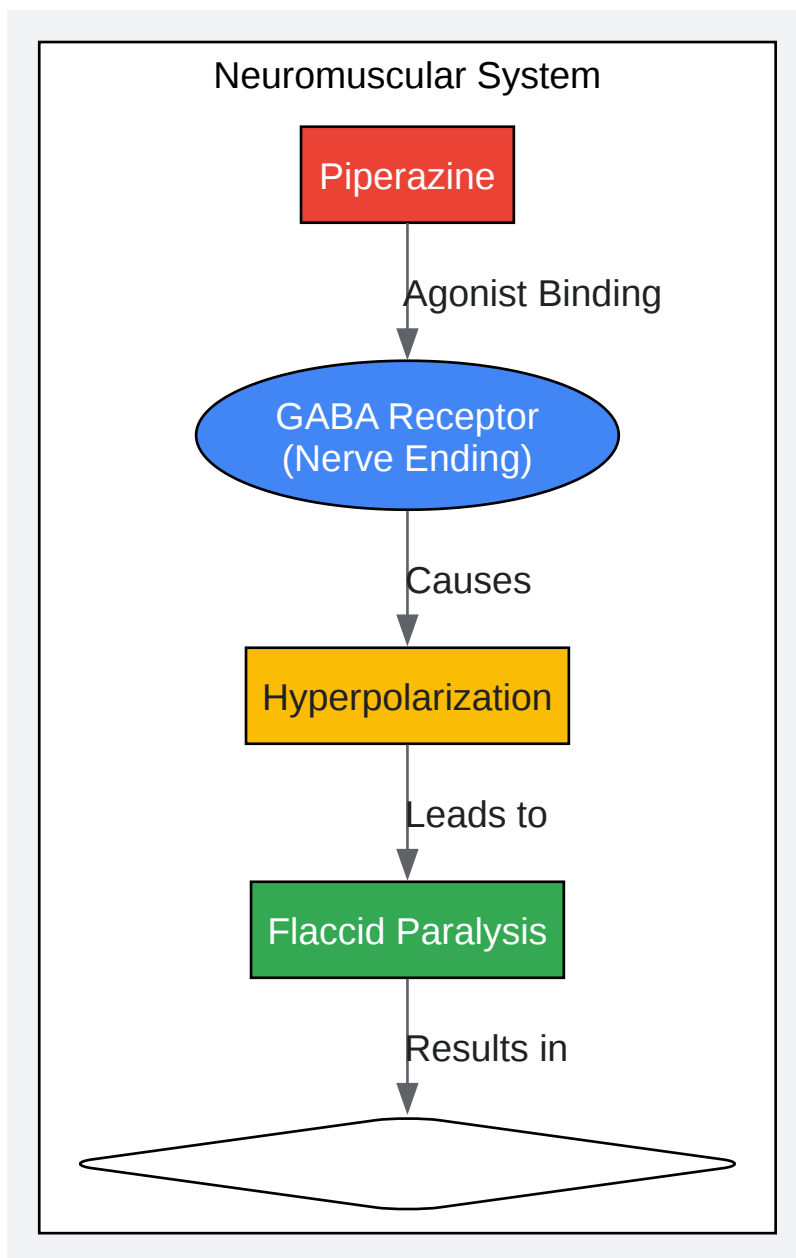 Neuromuscular System
Piperazine
Agonist Binding
GABA Receptor
(Nerve Ending)
Causes
Hyperpolarization
Leads to
Flaccid Paralysis
Results in